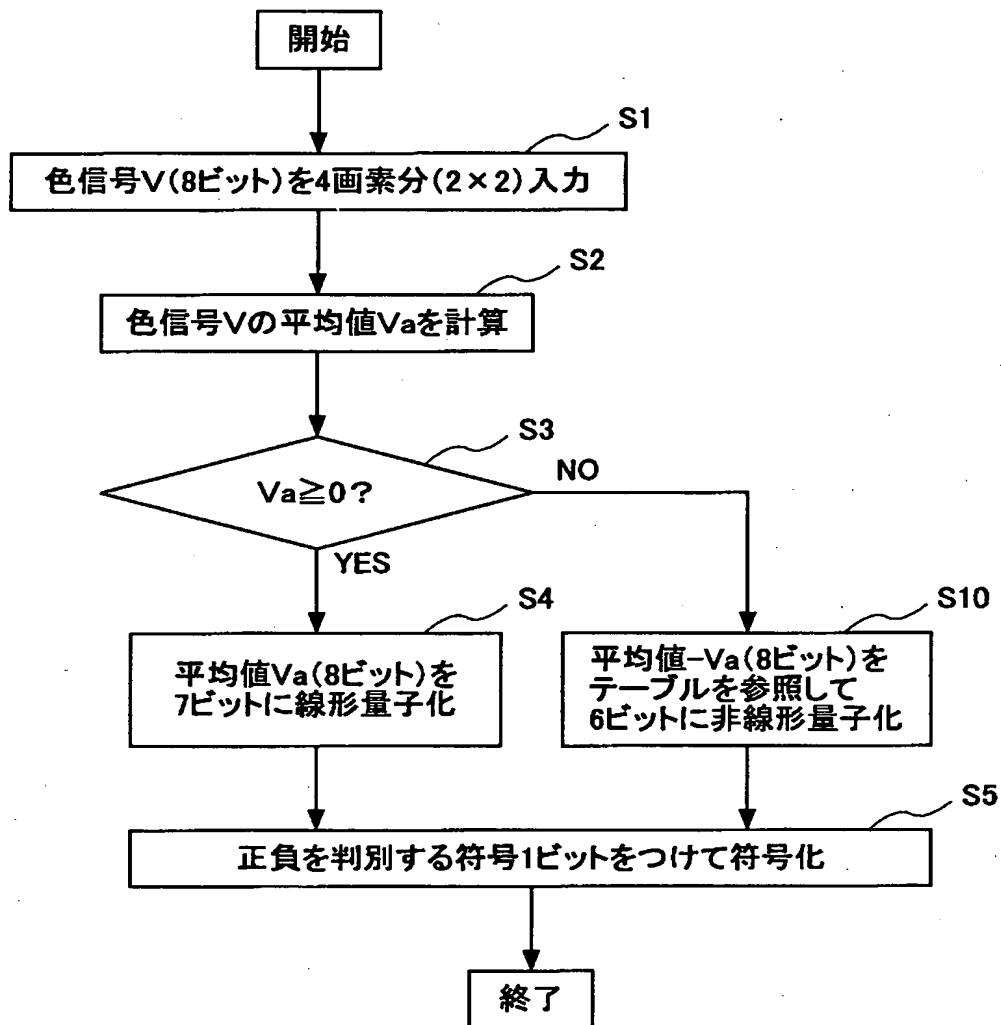 開始
S1
色信号V(8ビット)を4画素分(2×2)入力
S2
色信号Vの平均値Vaを計算
S3
Va≧0?
NO
YES
S4
平均値Va(8ビット)を
7ビットに線形量子化
S10
平均値-Va(8ビット)を
テーブルを参照して
6ビットに非線形量子化
S5
正負を判別する符号1ビットをつけて符号化
終了